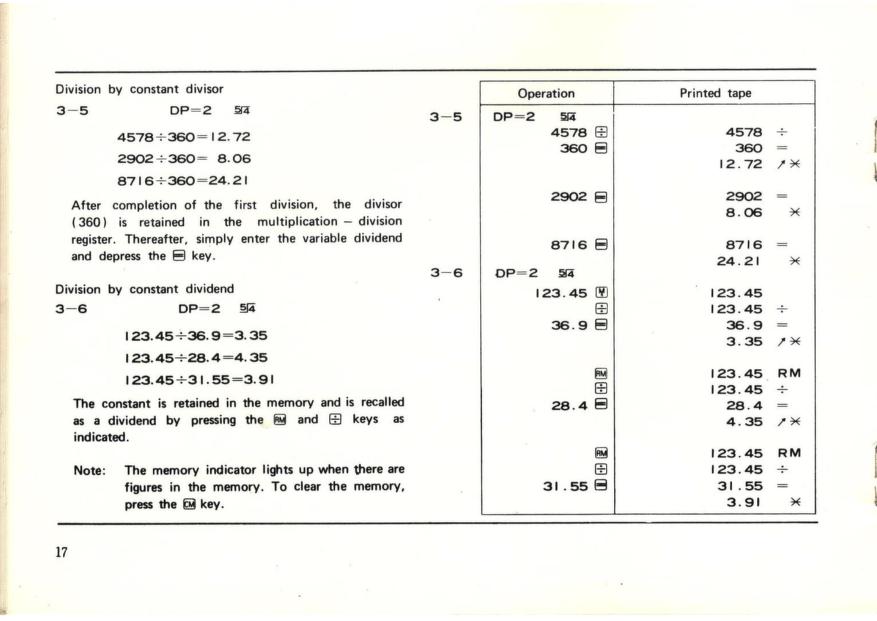 Division by constant divisor
3-5 DP=2 5/4
4578÷360=12.72
2902÷360= 8.06
8716÷360=24.21
After completion of the first division, the divisor
(360) is retained in the multiplication – division
register. Thereafter, simply enter the variable dividend
and depress the = key.
Division by constant dividend
3-6 DP=2 5/4
123.45÷36.9=3.35
123.45÷28.4=4.35
123.45÷31.55=3.91
The constant is retained in the memory and is recalled
as a dividend by pressing the RM and ÷ keys as
indicated.
Note: The memory indicator lights up when there are
figures in the memory. To clear the memory,
press the CM key.
Operation Printed tape
3-5 DP=2 5/4
4578 ÷ 4578 ÷
360 = 360 =
12.72 ↗ *
2902 = 2902 =
8.06 *
8716 = 8716 =
24.21 *
3-6 DP=2 5/4
123.45 123.45
÷ 123.45 ÷
36.9 = 36.9 =
3.35 ↗ *
RM 123.45 RM
÷ 123.45 ÷
28.4 = 28.4 =
4.35 ↗ *
RM 123.45 RM
÷ 123.45 ÷
31.55 = 31.55 =
3.91 *
17